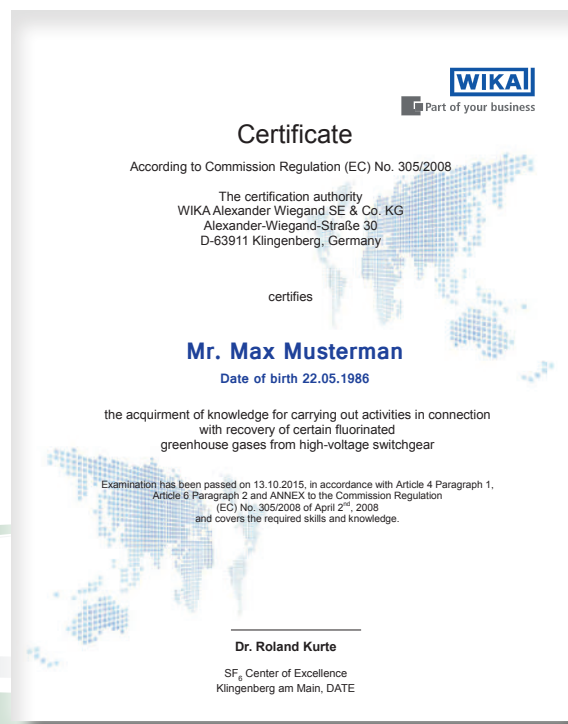 WIKA
Part of your business
Certificate
According to Commission Regulation (EC) No. 305/2008
The certification authority
WIKA Alexander Wiegand SE & Co. KG
Alexander-Wiegand-Straße 30
D-63911 Klingenberg, Germany
certifies
Mr. Max Musterman
Date of birth 22.05.1986
the acquirment of knowledge for carrying out activities in connection
with recovery of certain fluorinated
greenhouse gases from high-voltage switchgear
Examination has been passed on 13.10.2015, in accordance with Article 4 Paragraph 1,
Article 6 Paragraph 2 and ANNEX to the Commission Regulation
(EC) No. 305/2008 of April 2nd, 2008
and covers the required skills and knowledge.
Dr. Roland Kurte
SF6 Center of Excellence
Klingenberg am Main, DATE